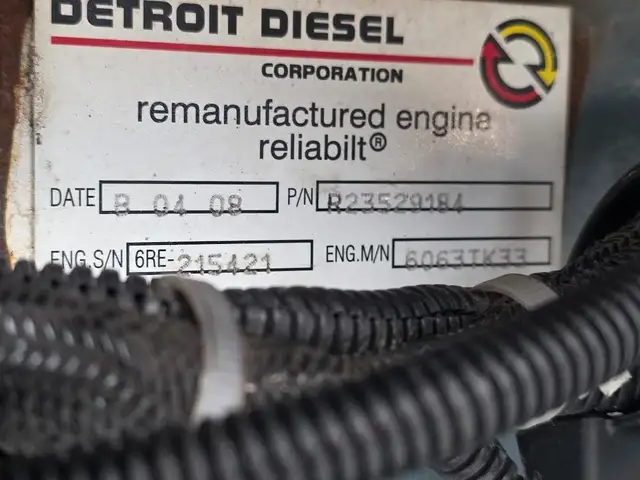 DETROIT DIESEL
CORPORATION
remanufactured engine
reliabilt®
DATE B 04 08 P/N R23529184
ENG.S/N 6RE-215421 ENG.M/N 6063TK33